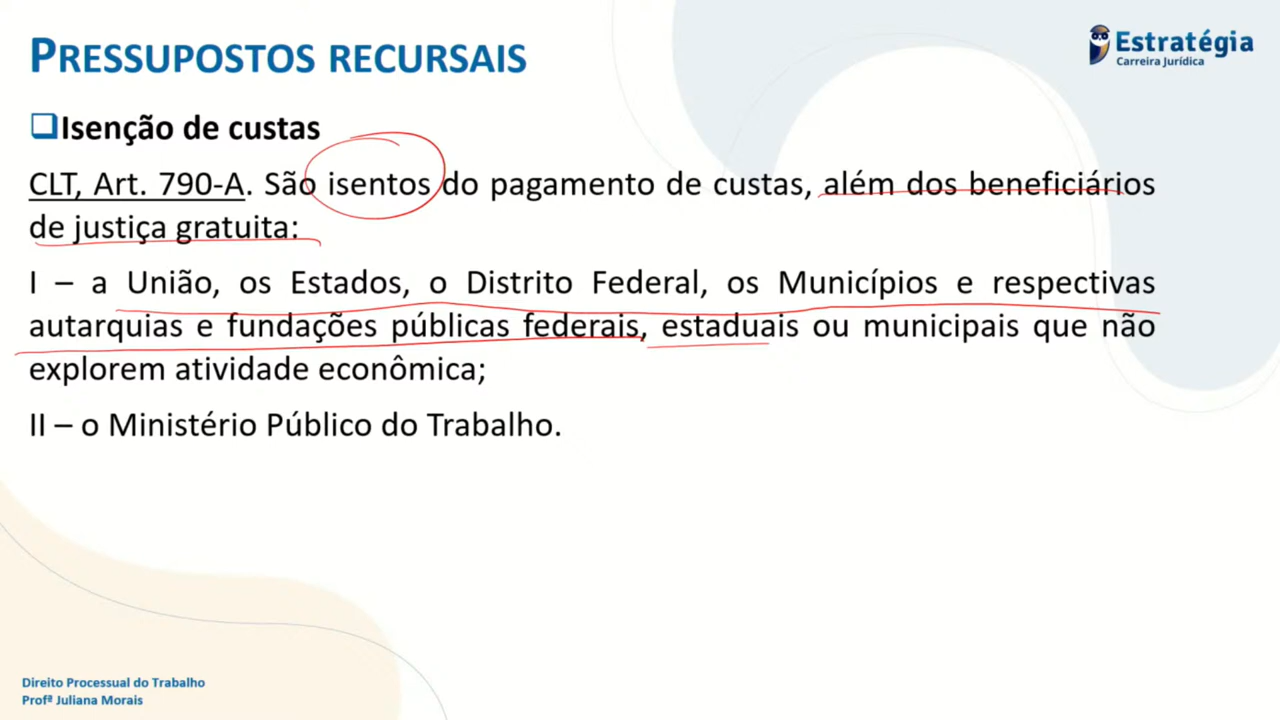 PRESSUPOSTOS RECURSAIS
Estratégia
Carreira Jurídica
Isenção de custas
CLT, Art. 790-A. São isentos do pagamento de custas, além dos beneficiários
de justiça gratuita:
I – a União, os Estados, o Distrito Federal, os Municípios e respectivas
autarquias e fundações públicas federais, estaduais ou municipais que não
explorem atividade econômica;
II – o Ministério Público do Trabalho.
Direito Processual do Trabalho
Profª Juliana Morais